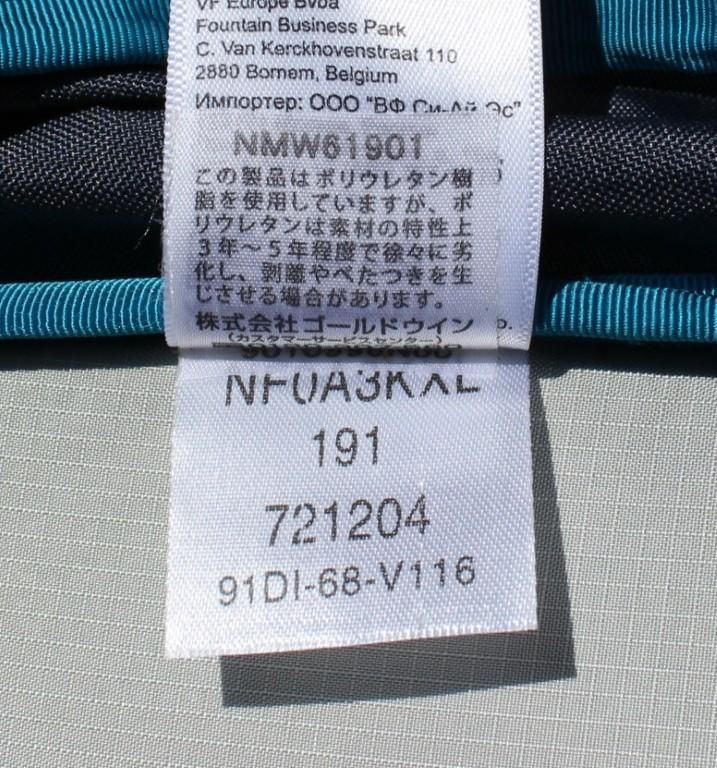 VF Europe Bvba
Fountain Business Park
C. Van Kerckhovenstraat 110
2880 Bornem, Belgium
Импортер: ООО "ВФ Си-Ай Эс"
NMW61901
この製品はポリウレタン樹
脂を使用していますが、ポ
リウレタンは素材の特性上
3年～5年程度で徐々に劣
化し、剥離やべたつきを生
じさせる場合があります。
株式会社ゴールドウイン
(カスタマーサービスセンター)
NF0A3KXL
191
721204
91DI-68-V116